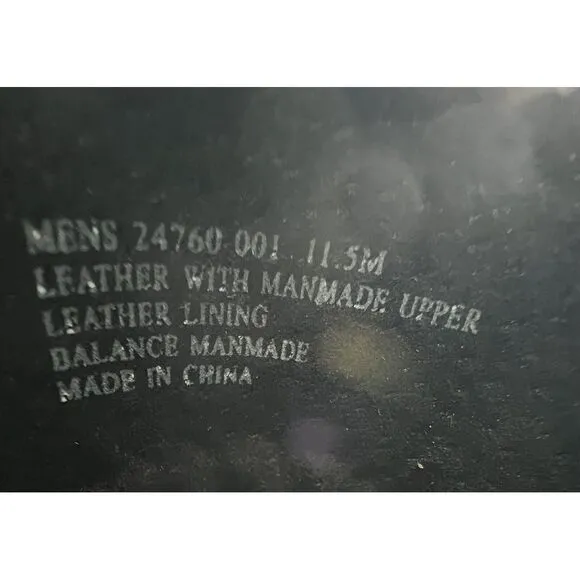 MENS 24760-001 11.5M
LEATHER WITH MANMADE UPPER
LEATHER LINING
BALANCE MANMADE
MADE IN CHINA